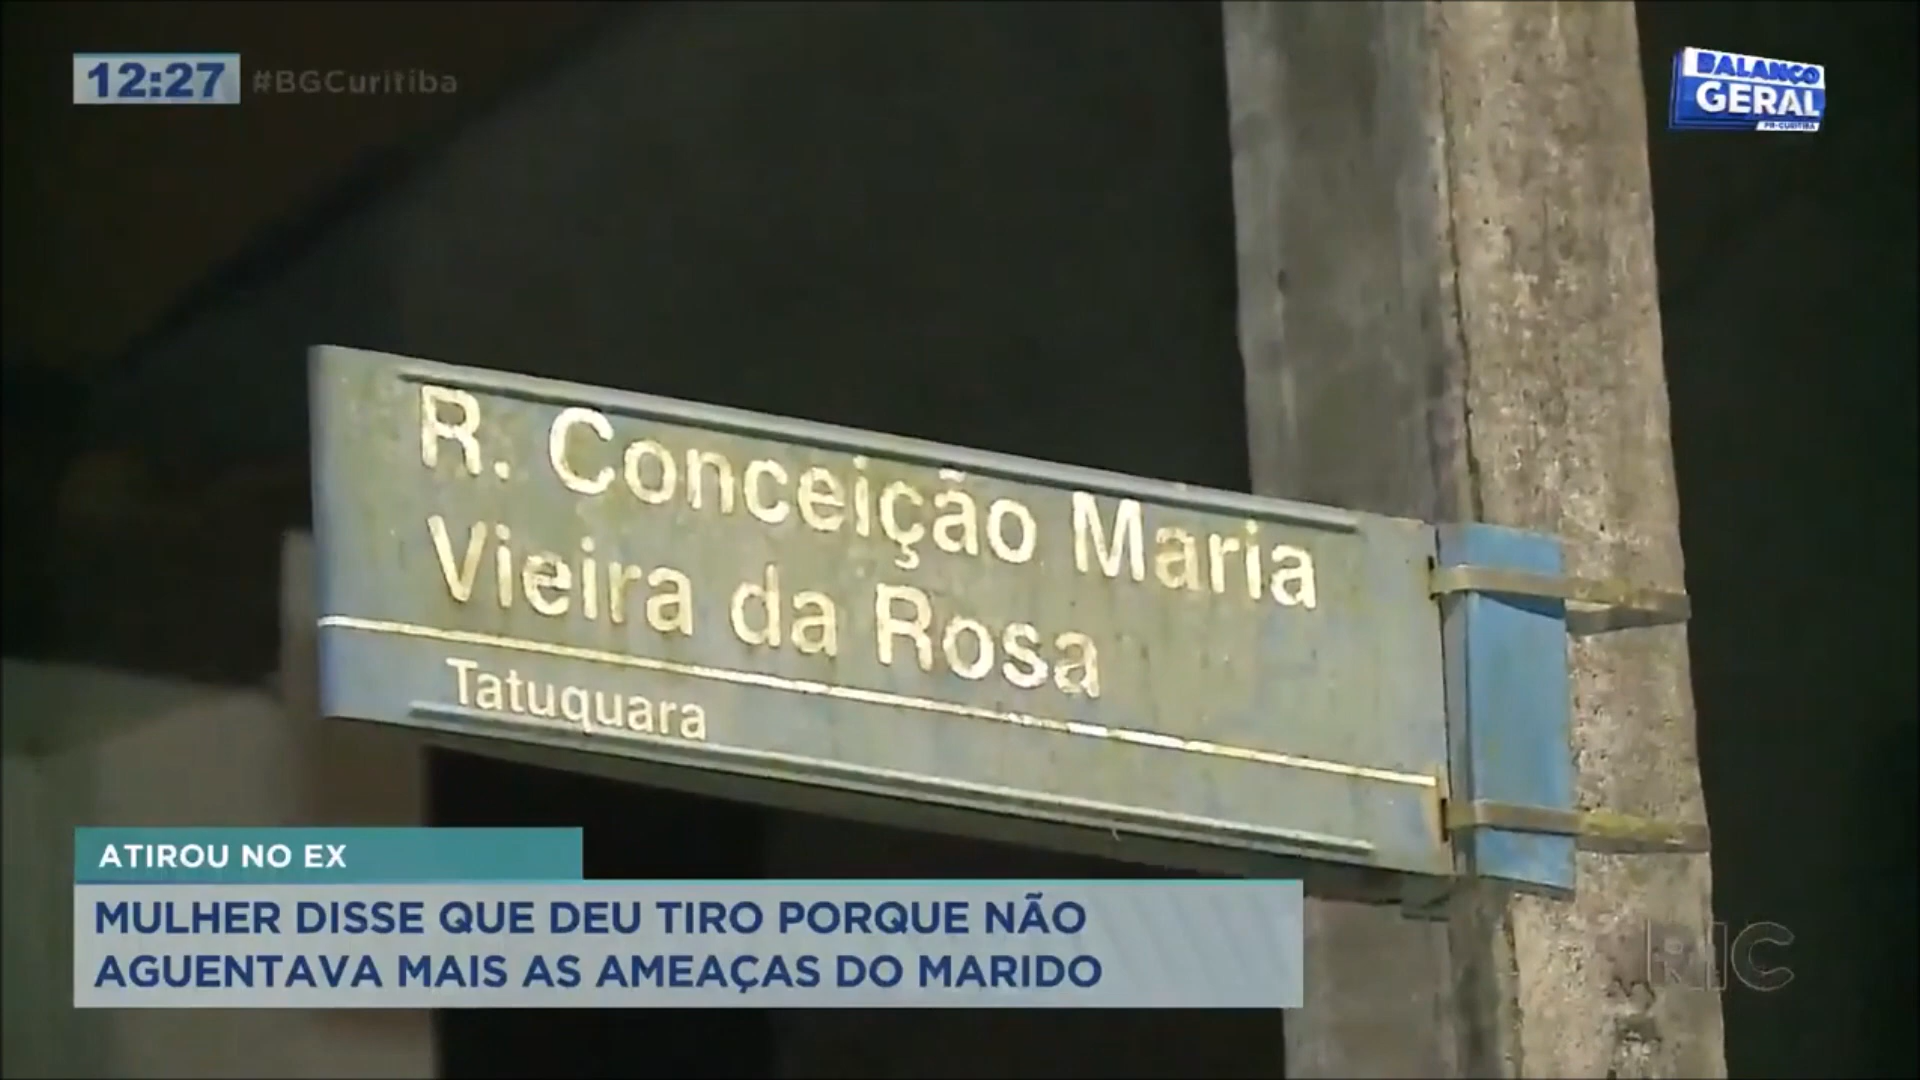 12:27 #BGCuritiba
BALANÇO
GERAL
PR-CURITIBA
R. Conceição Maria
Vieira da Rosa
Tatuquara
ATIROU NO EX
MULHER DISSE QUE DEU TIRO PORQUE NÃO
AGUENTAVA MAIS AS AMEAÇAS DO MARIDO
RIC